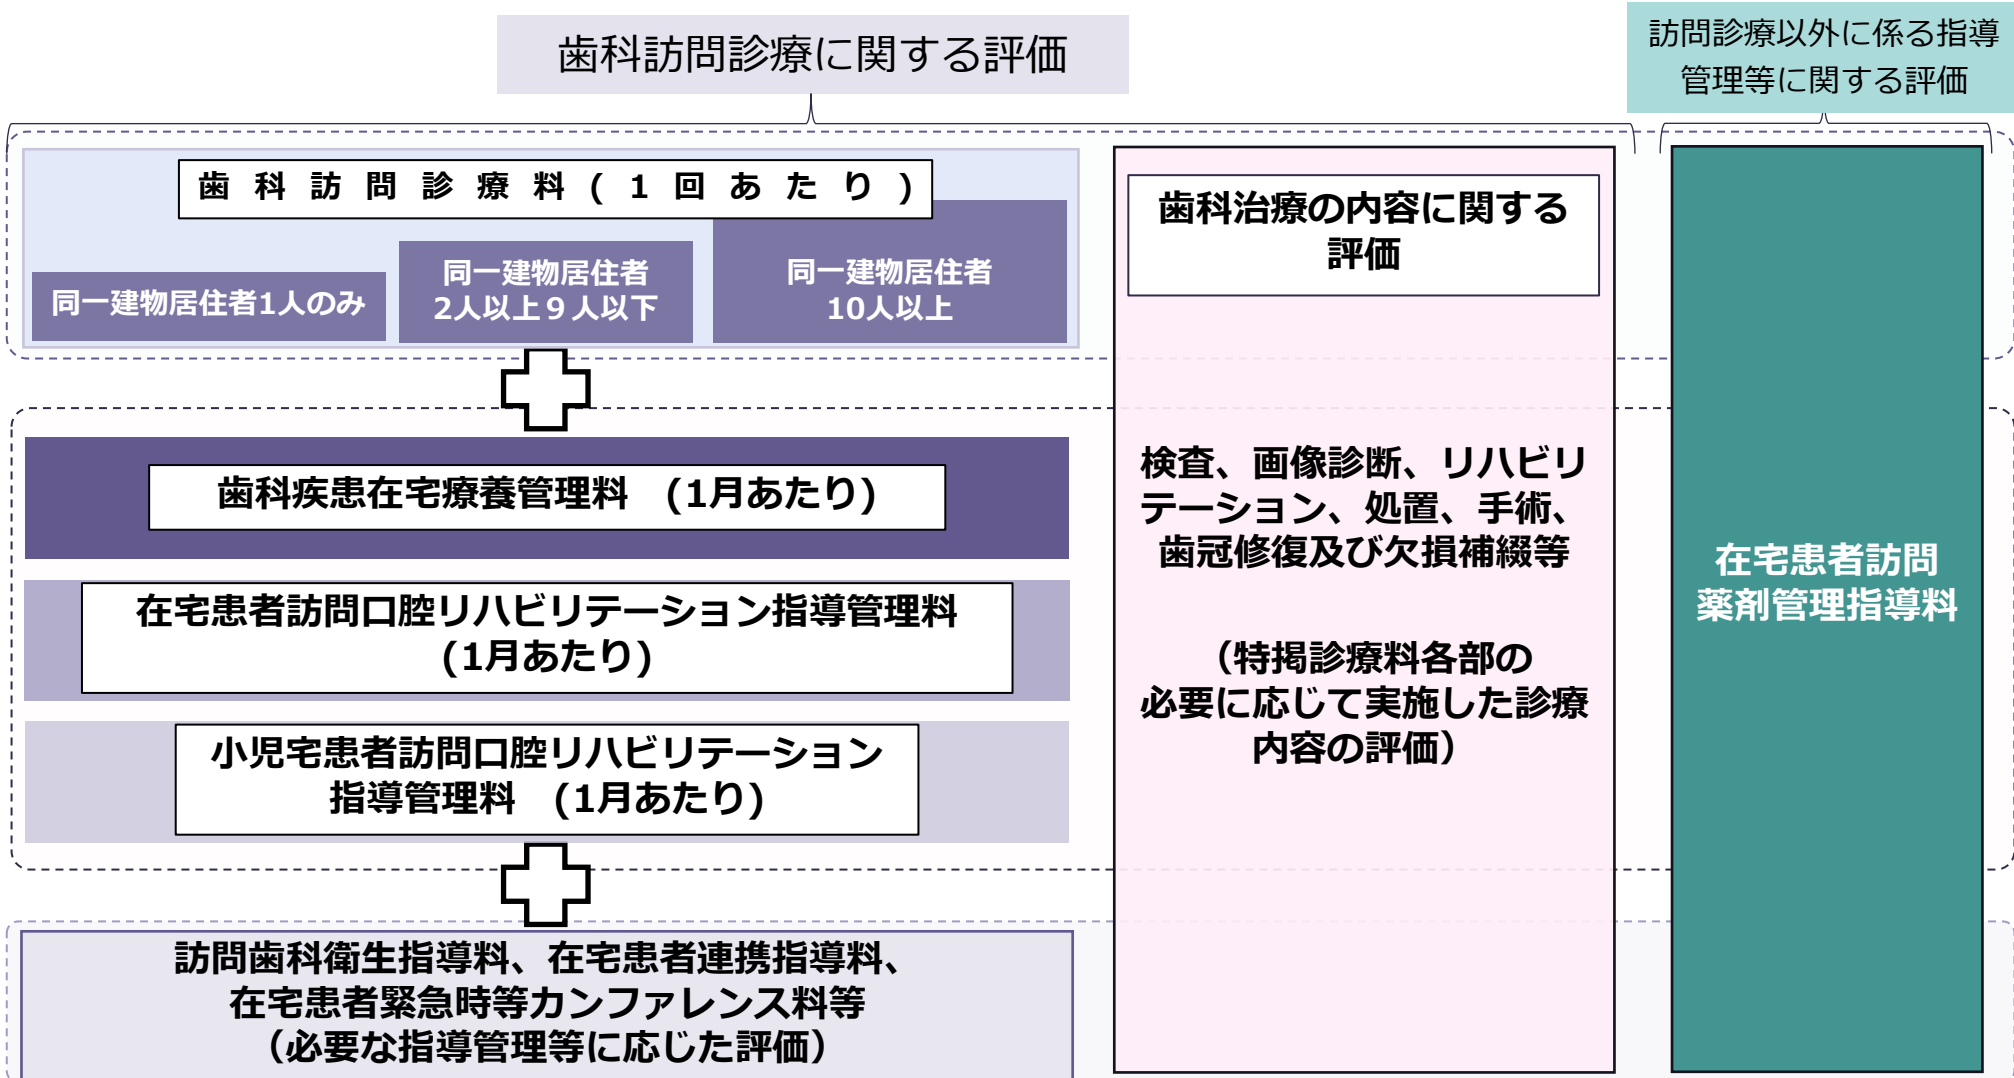 歯科訪問診療に関する評価
訪問診療以外に係る指導
管理等に関する評価
歯科訪問診療料(1回あたり)
同一建物居住者1人のみ
同一建物居住者
2人以上９人以下
同一建物居住者
10人以上
歯科疾患在宅療養管理料　(1月あたり)
在宅患者訪問口腔リハビリテーション指導管理料
(1月あたり)
小児宅患者訪問口腔リハビリテーション
指導管理料　(1月あたり)
訪問歯科衛生指導料、在宅患者連携指導料、
在宅患者緊急時等カンファレンス料等
（必要な指導管理等に応じた評価）
歯科治療の内容に関する
評価
検査、画像診断、リハビリ
テーション、処置、手術、
歯冠修復及び欠損補綴等
（特掲診療料各部の
必要に応じて実施した診療
内容の評価）
在宅患者訪問
薬剤管理指導料